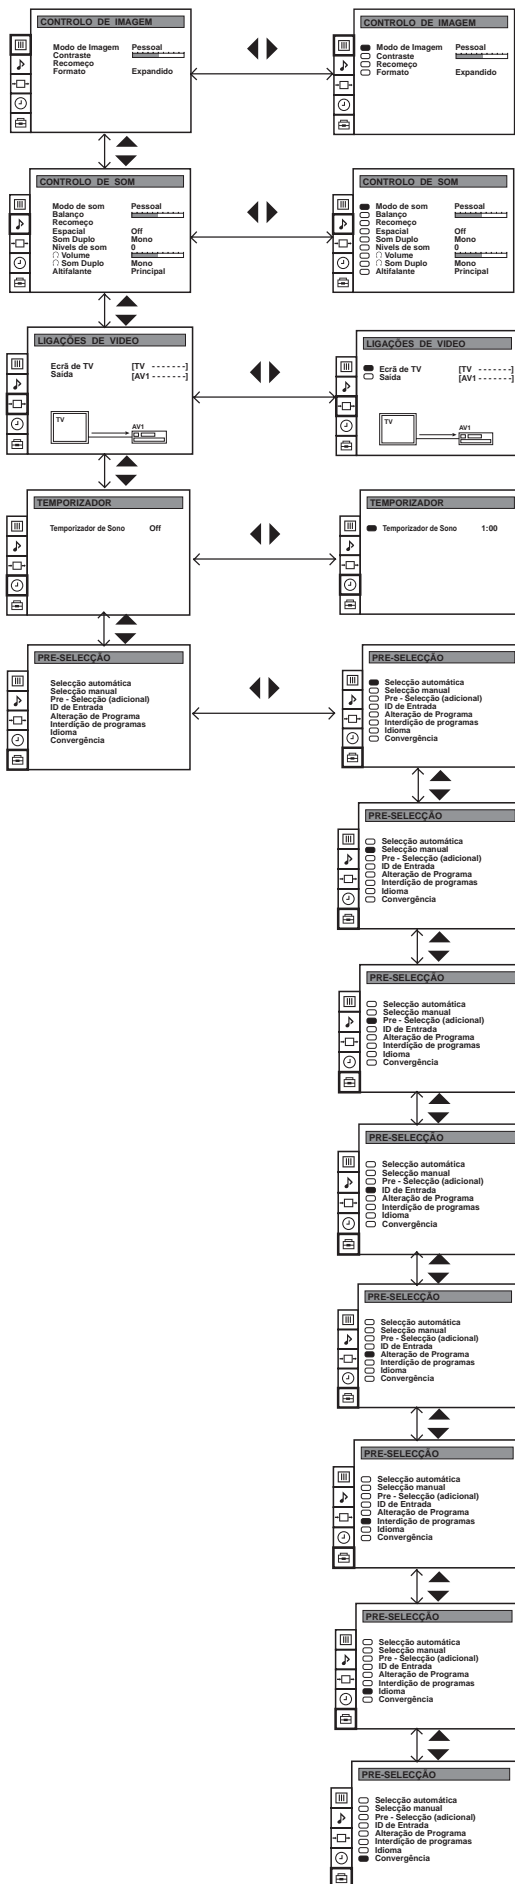 CONTROLO DE IMAGEM
Modo de Imagem Pessoal
Contraste
Recomeço
Formato Expandido
CONTROLO DE IMAGEM
Modo de Imagem Pessoal
Contraste
Recomeço
Formato Expandido
CONTROLO DE SOM
Modo de som Pessoal
Balanço
Recomeço
Espacial Off
Som Duplo Mono
Nivels de som 0
Volume
Som Duplo Mono
Altifalante Principal
CONTROLO DE SOM
Modo de som Pessoal
Balanço
Recomeço
Espacial Off
Som Duplo Mono
Nivels de som 0
Volume
Som Duplo Mono
Altifalante Principal
LIGAÇÕES DE VIDEO
Ecrã de TV [TV ------]
Saída [AV1------]
TV
AV1
LIGAÇÕES DE VIDEO
Ecrã de TV [TV ------]
Saída [AV1------]
TV
AV1
TEMPORIZADOR
Temporizador de Sono Off
TEMPORIZADOR
Temporizador de Sono 1:00
PRE-SELECÇÃO
Selecção automática
Selecção manual
Pre - Selecção (adicional)
ID de Entrada
Alteração de Programa
Interdição de programas
Idioma
Convergência
PRE-SELECÇÃO
Selecção automática
Selecção manual
Pre - Selecção (adicional)
ID de Entrada
Alteração de Programa
Interdição de programas
Idioma
Convergência
PRE-SELECÇÃO
Selecção automática
Selecção manual
Pre - Selecção (adicional)
ID de Entrada
Alteração de Programa
Interdição de programas
Idioma
Convergência
PRE-SELECÇÃO
Selecção automática
Selecção manual
Pre - Selecção (adicional)
ID de Entrada
Alteração de Programa
Interdição de programas
Idioma
Convergência
PRE-SELECÇÃO
Selecção automática
Selecção manual
Pre - Selecção (adicional)
ID de Entrada
Alteração de Programa
Interdição de programas
Idioma
Convergência
PRE-SELECÇÃO
Selecção automática
Selecção manual
Pre - Selecção (adicional)
ID de Entrada
Alteração de Programa
Interdição de programas
Idioma
Convergência
PRE-SELECÇÃO
Selecção automática
Selecção manual
Pre - Selecção (adicional)
ID de Entrada
Alteração de Programa
Interdição de programas
Idioma
Convergência
PRE-SELECÇÃO
Selecção automática
Selecção manual
Pre - Selecção (adicional)
ID de Entrada
Alteração de Programa
Interdição de programas
Idioma
Convergência
PRE-SELECÇÃO
Selecção automática
Selecção manual
Pre - Selecção (adicional)
ID de Entrada
Alteração de Programa
Interdição de programas
Idioma
Convergência